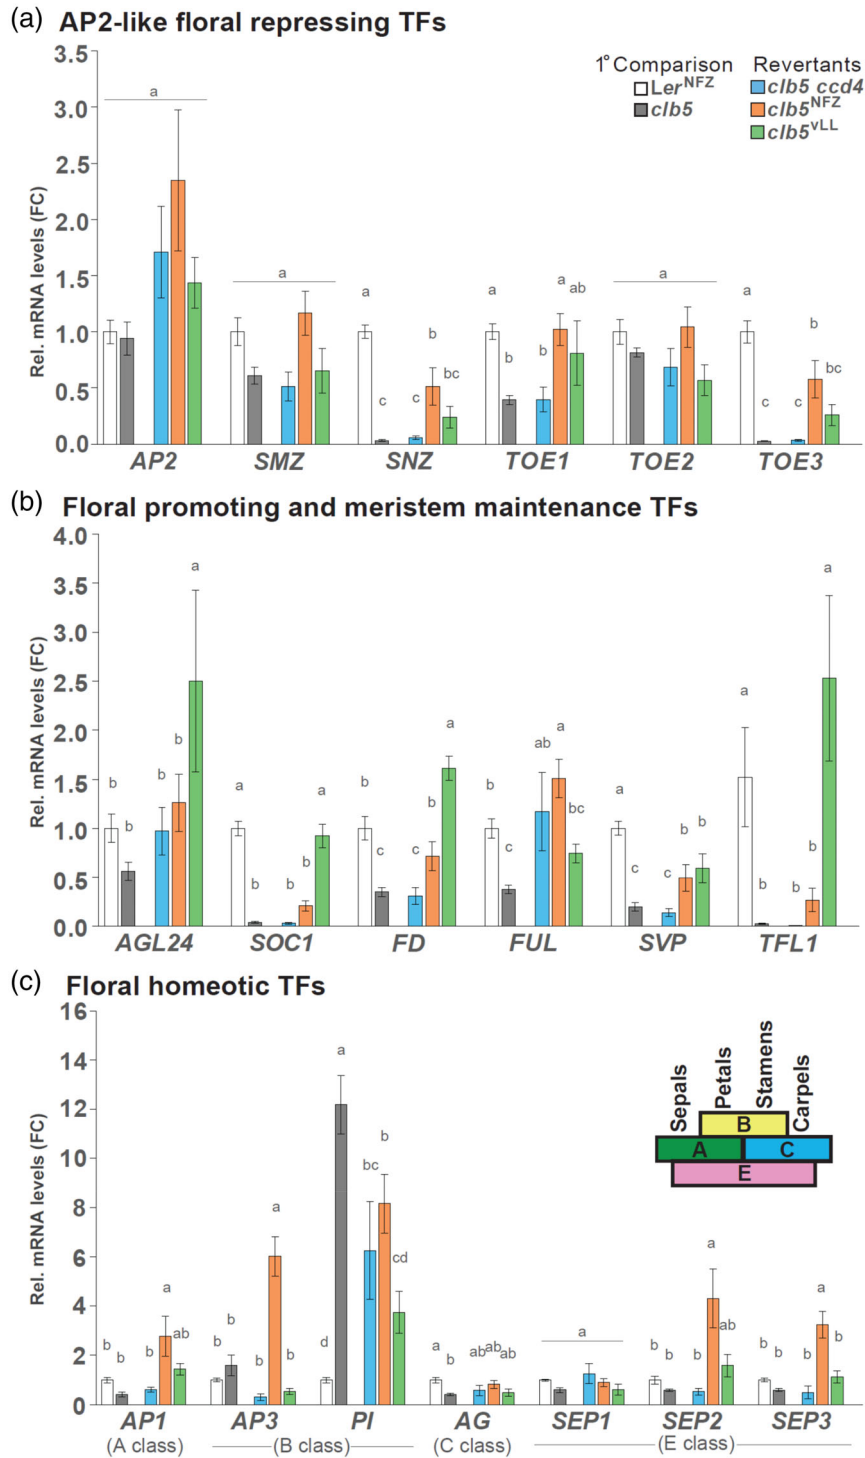 (a) AP2-like floral repressing TFs
1° Comparison
Ler^NFZ
clb5
Revertants
clb5 ccd4
clb5^NFZ
clb5^vLL
Rel. mRNA levels (FC)
3.5
3.0
2.5
2.0
1.5
1.0
0.5
0.0
a
a
a c c b bc
a b b a ab
a
a c c b bc
AP2 SMZ SNZ TOE1 TOE2 TOE3
(b) Floral promoting and meristem maintenance TFs
Rel. mRNA levels (FC)
4.0
3.5
3.0
2.5
2.0
1.5
1.0
0.5
0.0
b b b b a
a b b b a
b c c b a
b c ab a bc
a c c b b
a b b b a
AGL24 SOC1 FD FUL SVP TFL1
(c) Floral homeotic TFs
Rel. mRNA levels (FC)
16
14
12
10
8
6
4
2
0
b b b a ab
b b b a b
d a bc b cd
a b ab ab ab
a
b b b a ab
b b b a b
Sepals
Petals
Stamens
Carpels
B
A C
E
AP1 AP3 PI AG SEP1 SEP2 SEP3
(A class) (B class) (C class) (E class)